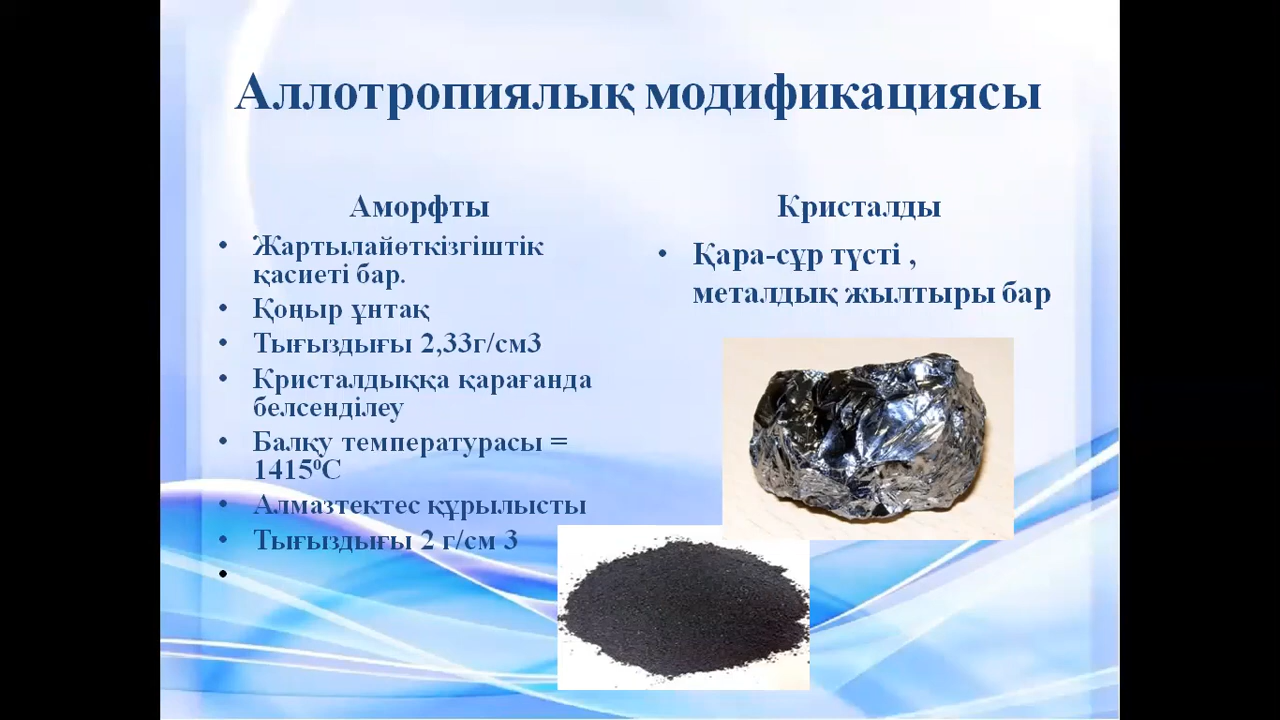 Аллотропиялық модификациясы
Аморфты
• Жартылайөткізгіштік
қасиеті бар.
• Қоңыр ұнтақ
• Тығыздығы 2,33г/см3
• Кристалдыққа қарағанда
белсенділеу
• Балқу температурасы =
1415⁰С
• Алмазтектес құрылысты
• Тығыздығы 2 г/см 3
•
Кристалды
• Қара-сұр түсті ,
металдық жылтыры бар